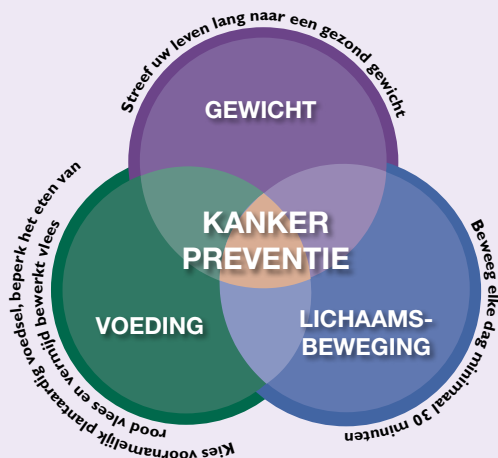 Streef uw leven lang naar een gezond gewicht
GEWICHT
KANKER
PREVENTIE
VOEDING
LICHAAMS-
BEWEGING
Kies voornamelijk plantaardig voedsel, beperk het eten van
rood vlees en vermijd bewerkt vlees
Beweeg elke dag minimaal 30 minuten